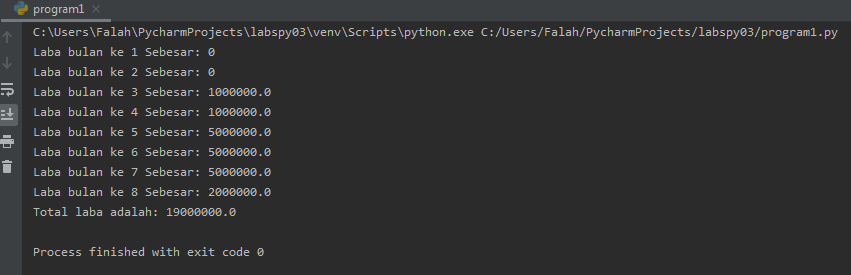 program1
C:\Users\Falah\PycharmProjects\labspy03\venv\Scripts\python.exe C:/Users/Falah/PycharmProjects/labspy03/program1.py
Laba bulan ke 1 Sebesar: 0
Laba bulan ke 2 Sebesar: 0
Laba bulan ke 3 Sebesar: 1000000.0
Laba bulan ke 4 Sebesar: 1000000.0
Laba bulan ke 5 Sebesar: 5000000.0
Laba bulan ke 6 Sebesar: 5000000.0
Laba bulan ke 7 Sebesar: 5000000.0
Laba bulan ke 8 Sebesar: 2000000.0
Total laba adalah: 19000000.0
Process finished with exit code 0